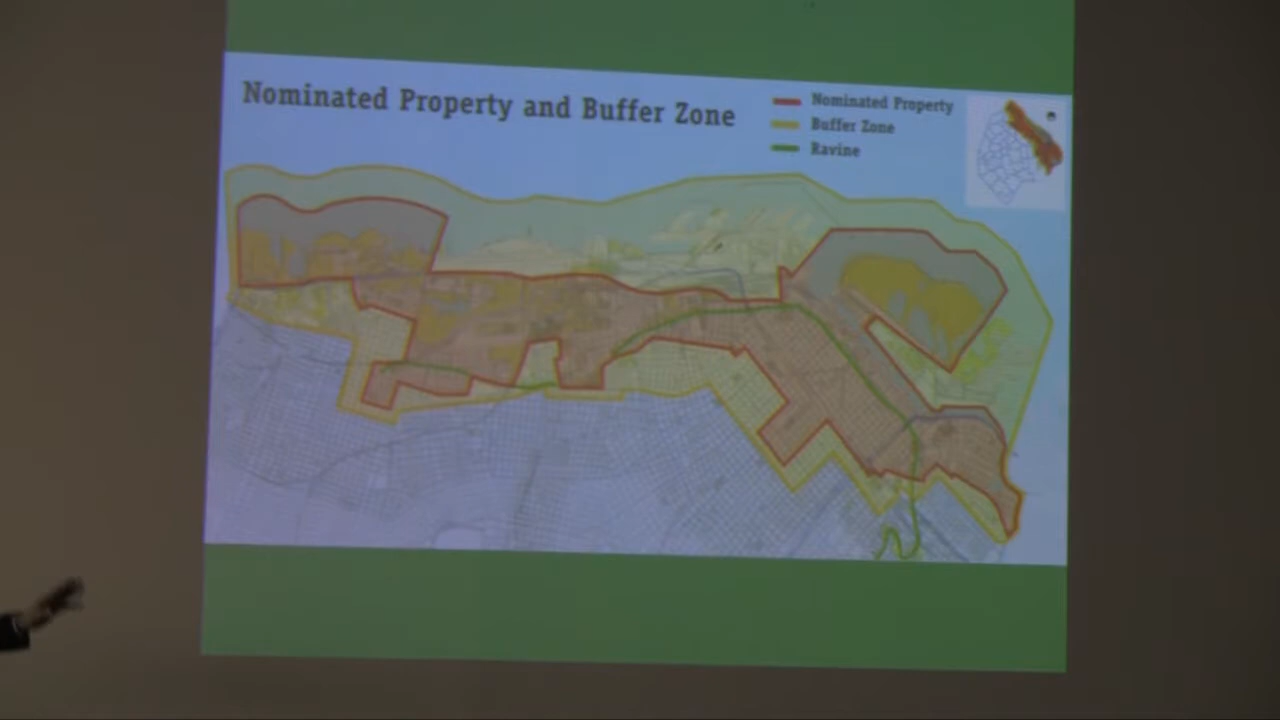 Nominated Property and Buffer Zone
Nominated Property
Buffer Zone
Ravine